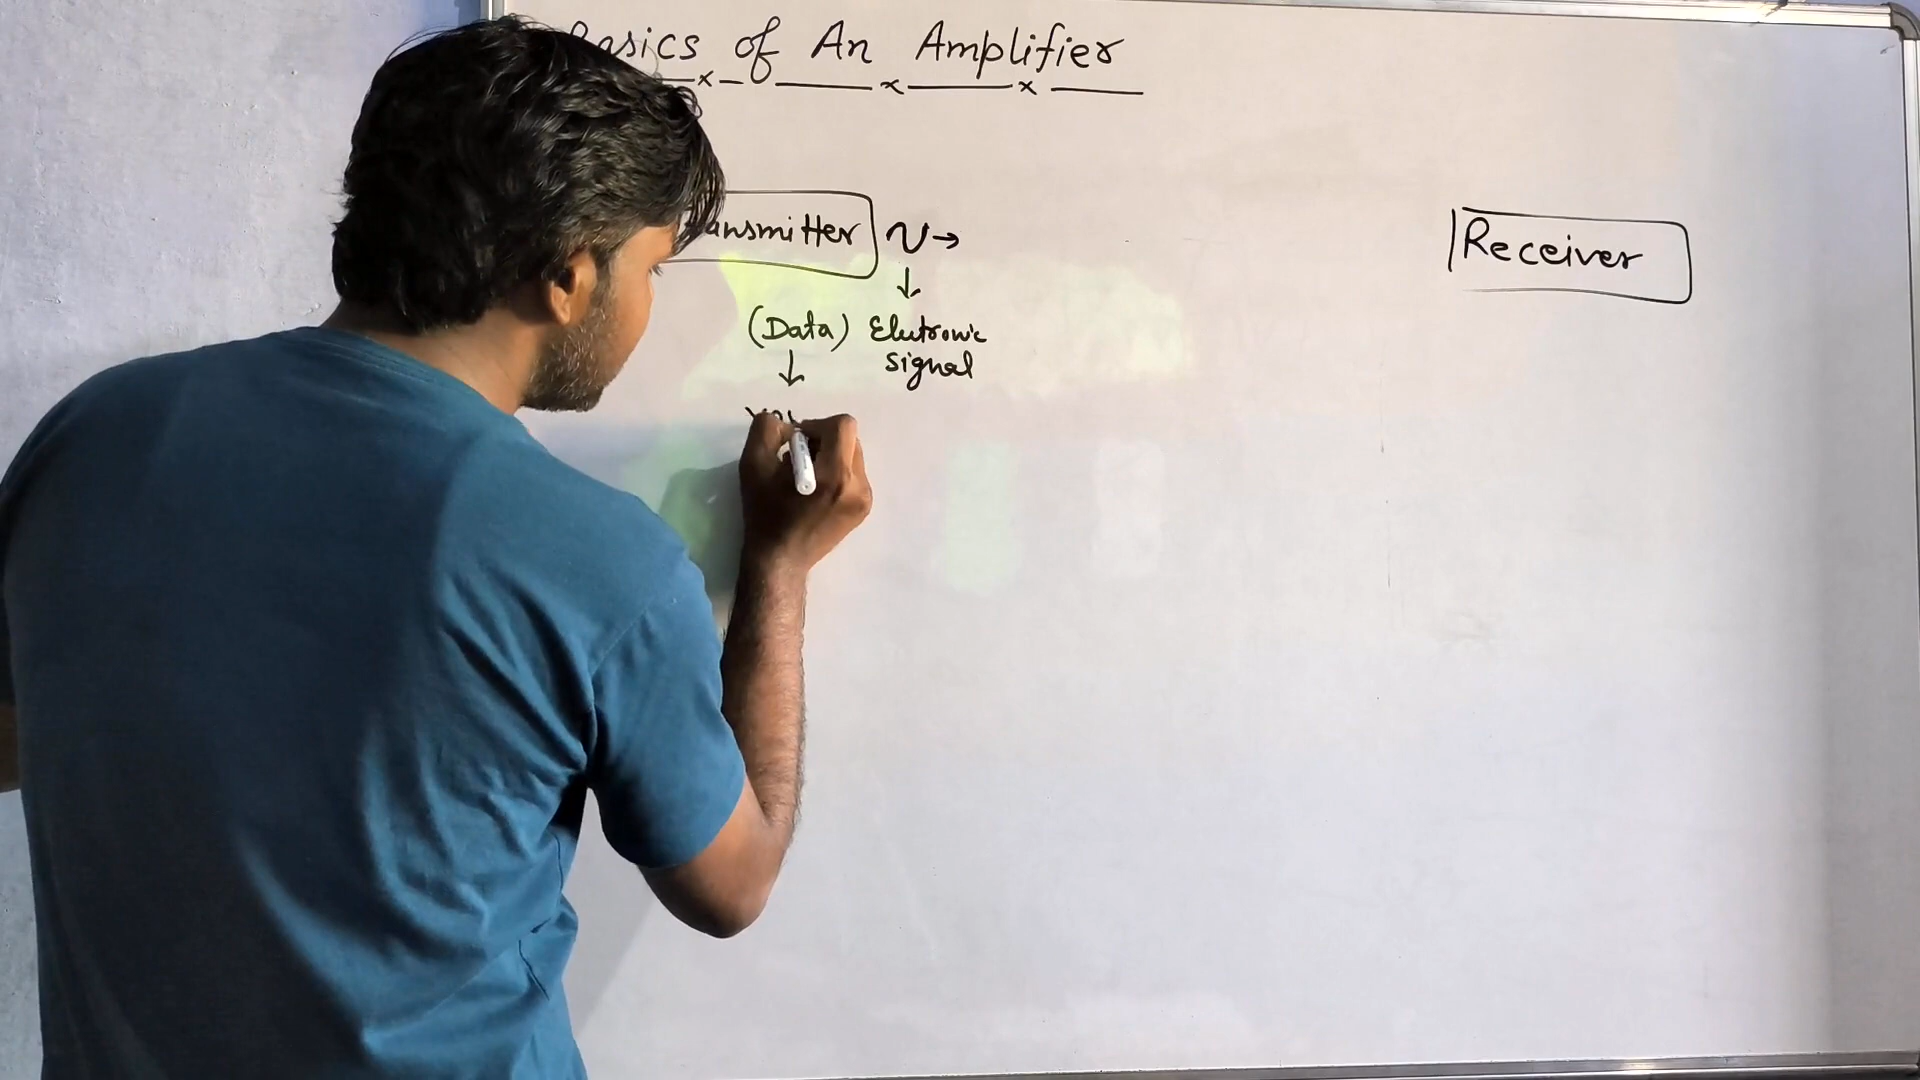 Basics of An Amplifier
ansmitter
Receiver
(Data) Electronic
signal